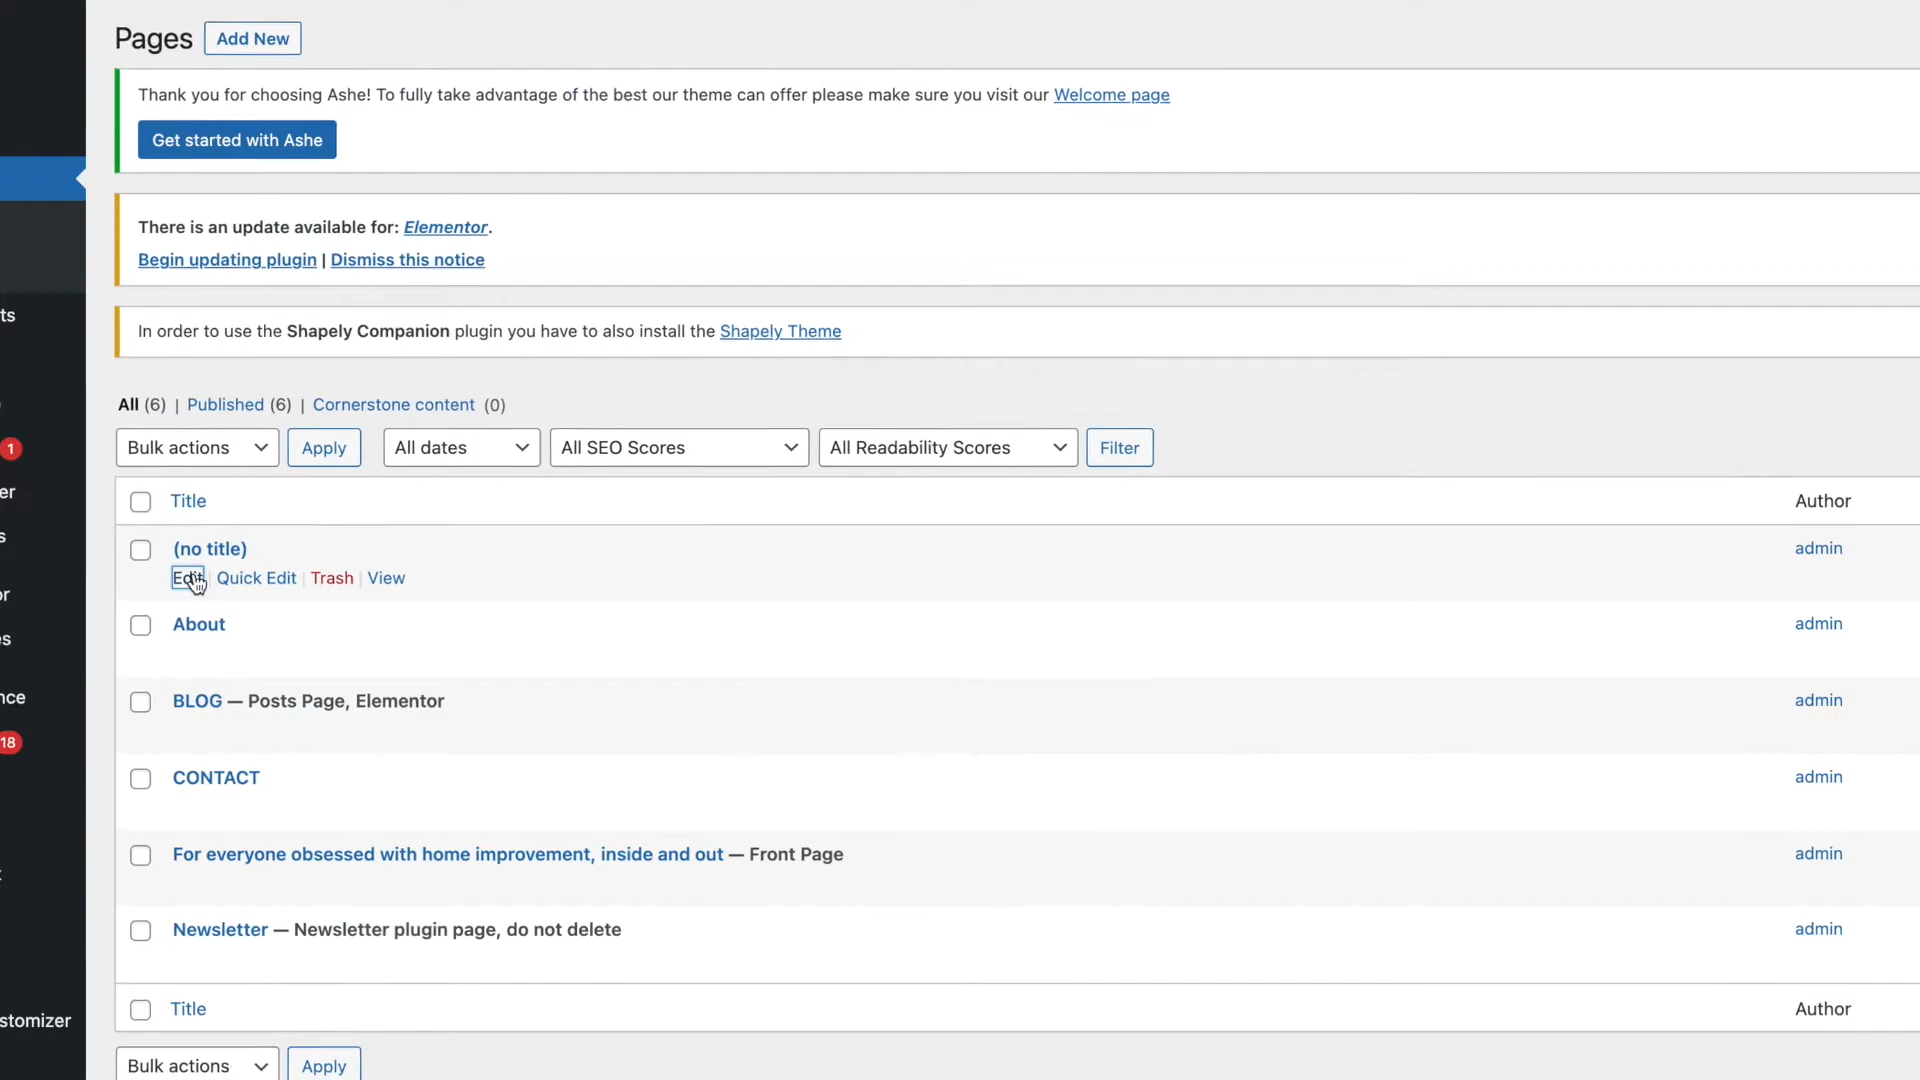 Pages Add New
Thank you for choosing Ashe! To fully take advantage of the best our theme can offer please make sure you visit our Welcome page
Get started with Ashe
There is an update available for: Elementor.
Begin updating plugin | Dismiss this notice
In order to use the Shapely Companion plugin you have to also install the Shapely Theme
ts
All (6) | Published (6) | Cornerstone content (0)
1
Bulk actions Apply All dates All SEO Scores All Readability Scores Filter
er
Title Author
s
(no title) admin
Edit | Quick Edit | Trash | View
or
About admin
es
nce
BLOG — Posts Page, Elementor admin
18
CONTACT admin
For everyone obsessed with home improvement, inside and out — Front Page admin
Newsletter — Newsletter plugin page, do not delete admin
Title Author
stomizer
Bulk actions Apply